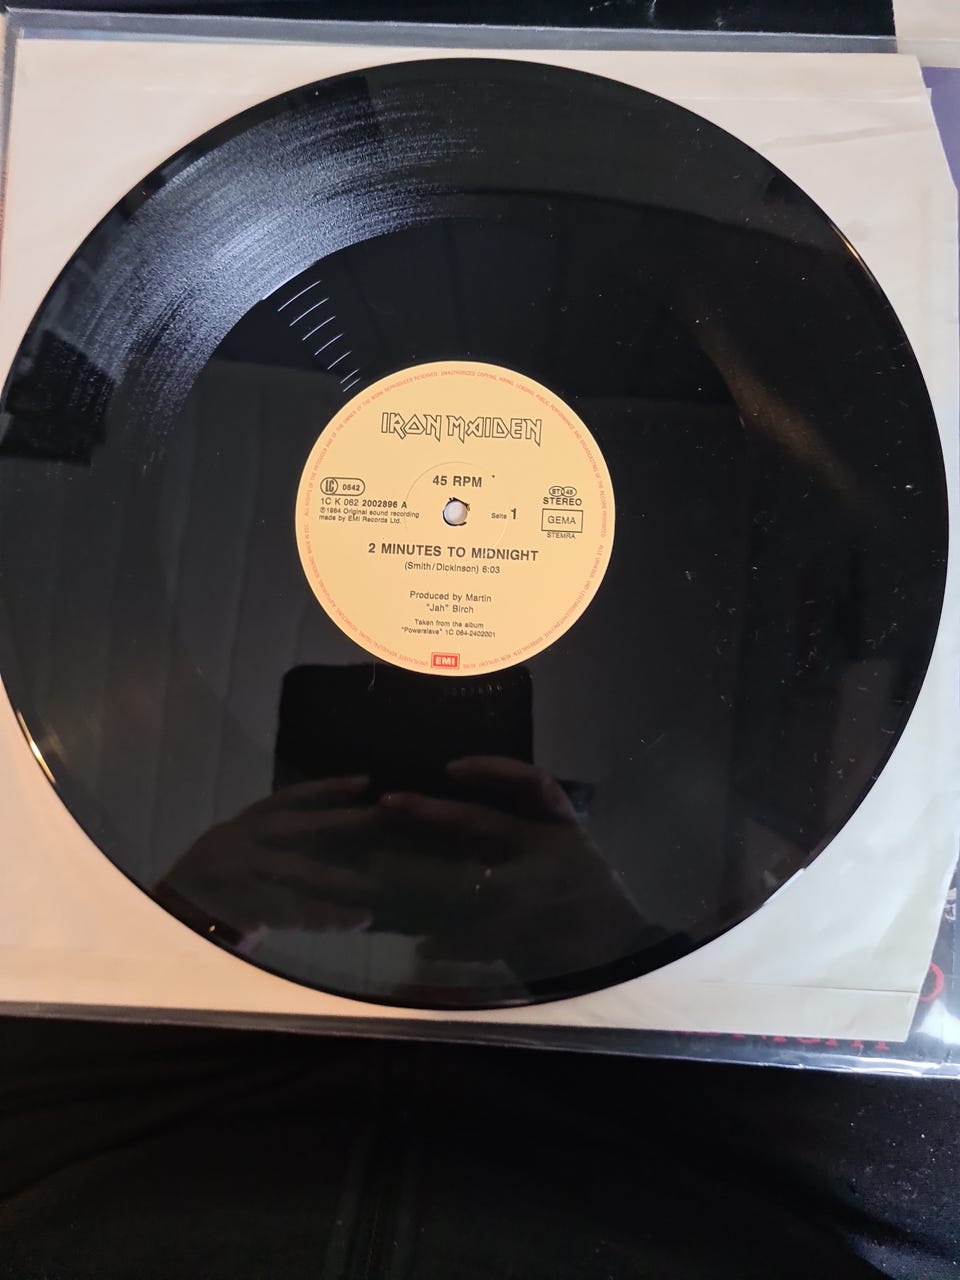 IRON MAIDEN
45 RPM
LC 0542
1C K 062 2002896 A
℗1984 Original sound recording
made by EMI Records Ltd.
ST 45
STEREO
GEMA
STEMRA
Seite 1
2 MINUTES TO MIDNIGHT
(Smith/Dickinson) 6:03
Produced by Martin
"Jah" Birch
Taken from the album
"Powerslave" 1C 064-2402001
EMI